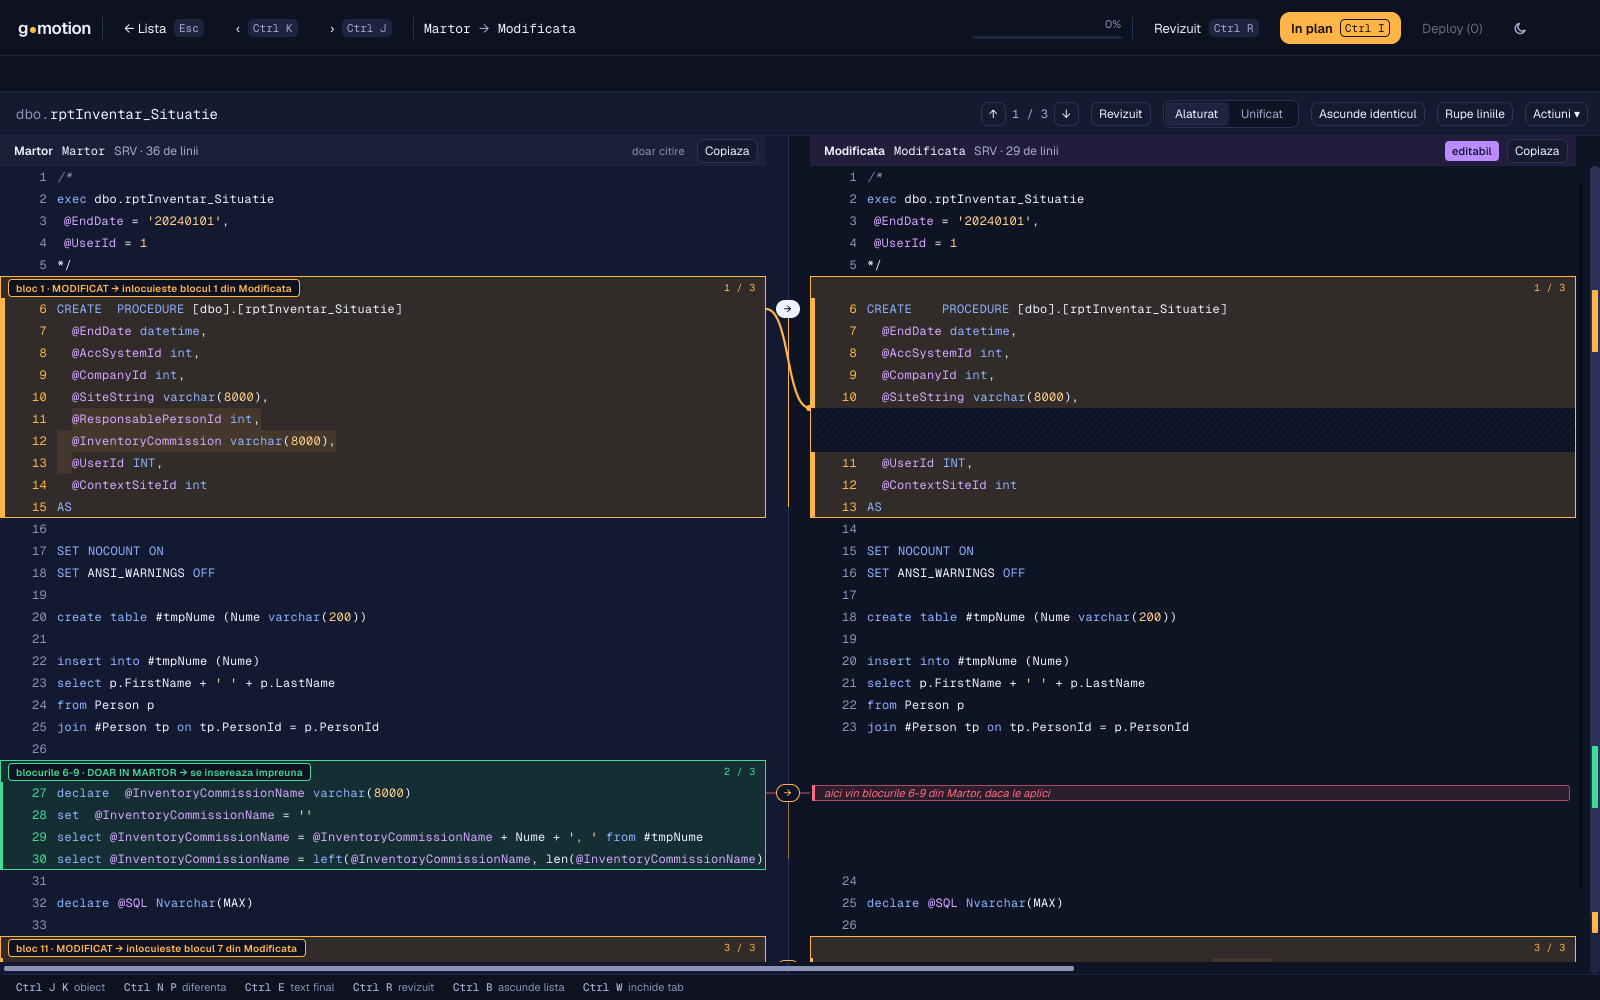 g•motion
← Lista Esc ‹ Ctrl K › Ctrl J Martor → Modificata 0% Revizuit Ctrl R In plan Ctrl I Deploy (0)
dbo.rptInventar_Situatie ↑ 1 / 3 ↓ Revizuit Alaturat Unificat Ascunde identicul Rupe liniile Actiuni ▾
Martor Martor SRV · 36 de linii doar citire Copiaza
1 /*
2 exec dbo.rptInventar_Situatie
3 @EndDate = '20240101',
4 @UserId = 1
5 */
bloc 1 · MODIFICAT → inlocuieste blocul 1 din Modificata 1 / 3
6 CREATE  PROCEDURE [dbo].[rptInventar_Situatie]
7 @EndDate datetime,
8 @AccSystemId int,
9 @CompanyId int,
10 @SiteString varchar(8000),
11 @ResponsablePersonId int,
12 @InventoryCommission varchar(8000),
13 @UserId INT,
14 @ContextSiteId int
15 AS
16
17 SET NOCOUNT ON
18 SET ANSI_WARNINGS OFF
19
20 create table #tmpNume (Nume varchar(200))
21
22 insert into #tmpNume (Nume)
23 select p.FirstName + ' ' + p.LastName
24 from Person p
25 join #Person tp on tp.PersonId = p.PersonId
26
blocurile 6-9 · DOAR IN MARTOR → se insereaza impreuna 2 / 3
27 declare  @InventoryCommissionName varchar(8000)
28 set  @InventoryCommissionName = ''
29 select @InventoryCommissionName = @InventoryCommissionName + Nume + ', ' from #tmpNume
30 select @InventoryCommissionName = left(@InventoryCommissionName, len(@InventoryCommissionName)
31
32 declare @SQL Nvarchar(MAX)
33
bloc 11 · MODIFICAT → inlocuieste blocul 7 din Modificata 3 / 3
→
→
Modificata Modificata SRV · 29 de linii editabil Copiaza
1 /*
2 exec dbo.rptInventar_Situatie
3 @EndDate = '20240101',
4 @UserId = 1
5 */
1 / 3
6 CREATE    PROCEDURE [dbo].[rptInventar_Situatie]
7 @EndDate datetime,
8 @AccSystemId int,
9 @CompanyId int,
10 @SiteString varchar(8000),
11 @UserId INT,
12 @ContextSiteId int
13 AS
14
15 SET NOCOUNT ON
16 SET ANSI_WARNINGS OFF
17
18 create table #tmpNume (Nume varchar(200))
19
20 insert into #tmpNume (Nume)
21 select p.FirstName + ' ' + p.LastName
22 from Person p
23 join #Person tp on tp.PersonId = p.PersonId
aici vin blocurile 6-9 din Martor, daca le aplici
24
25 declare @SQL Nvarchar(MAX)
26
3 / 3
Ctrl J K obiect Ctrl N P diferenta Ctrl E text final Ctrl R revizuit Ctrl B ascunde lista Ctrl W inchide tab